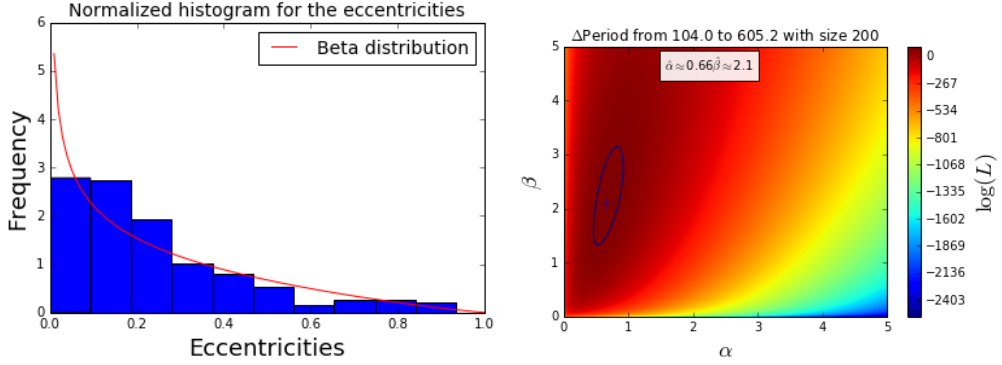 Normalized histogram for the eccentricities
Beta distribution
Frequency
6
5
4
3
2
1
0
0.0 0.2 0.4 0.6 0.8 1.0
Eccentricities
ΔPeriod from 104.0 to 605.2 with size 200
α̂≈0.66β̂≈2.1
β
5
4
3
2
1
0
0 1 2 3 4 5
α
0
−267
−534
−801
−1068
−1335
−1602
−1869
−2136
−2403
log(L)